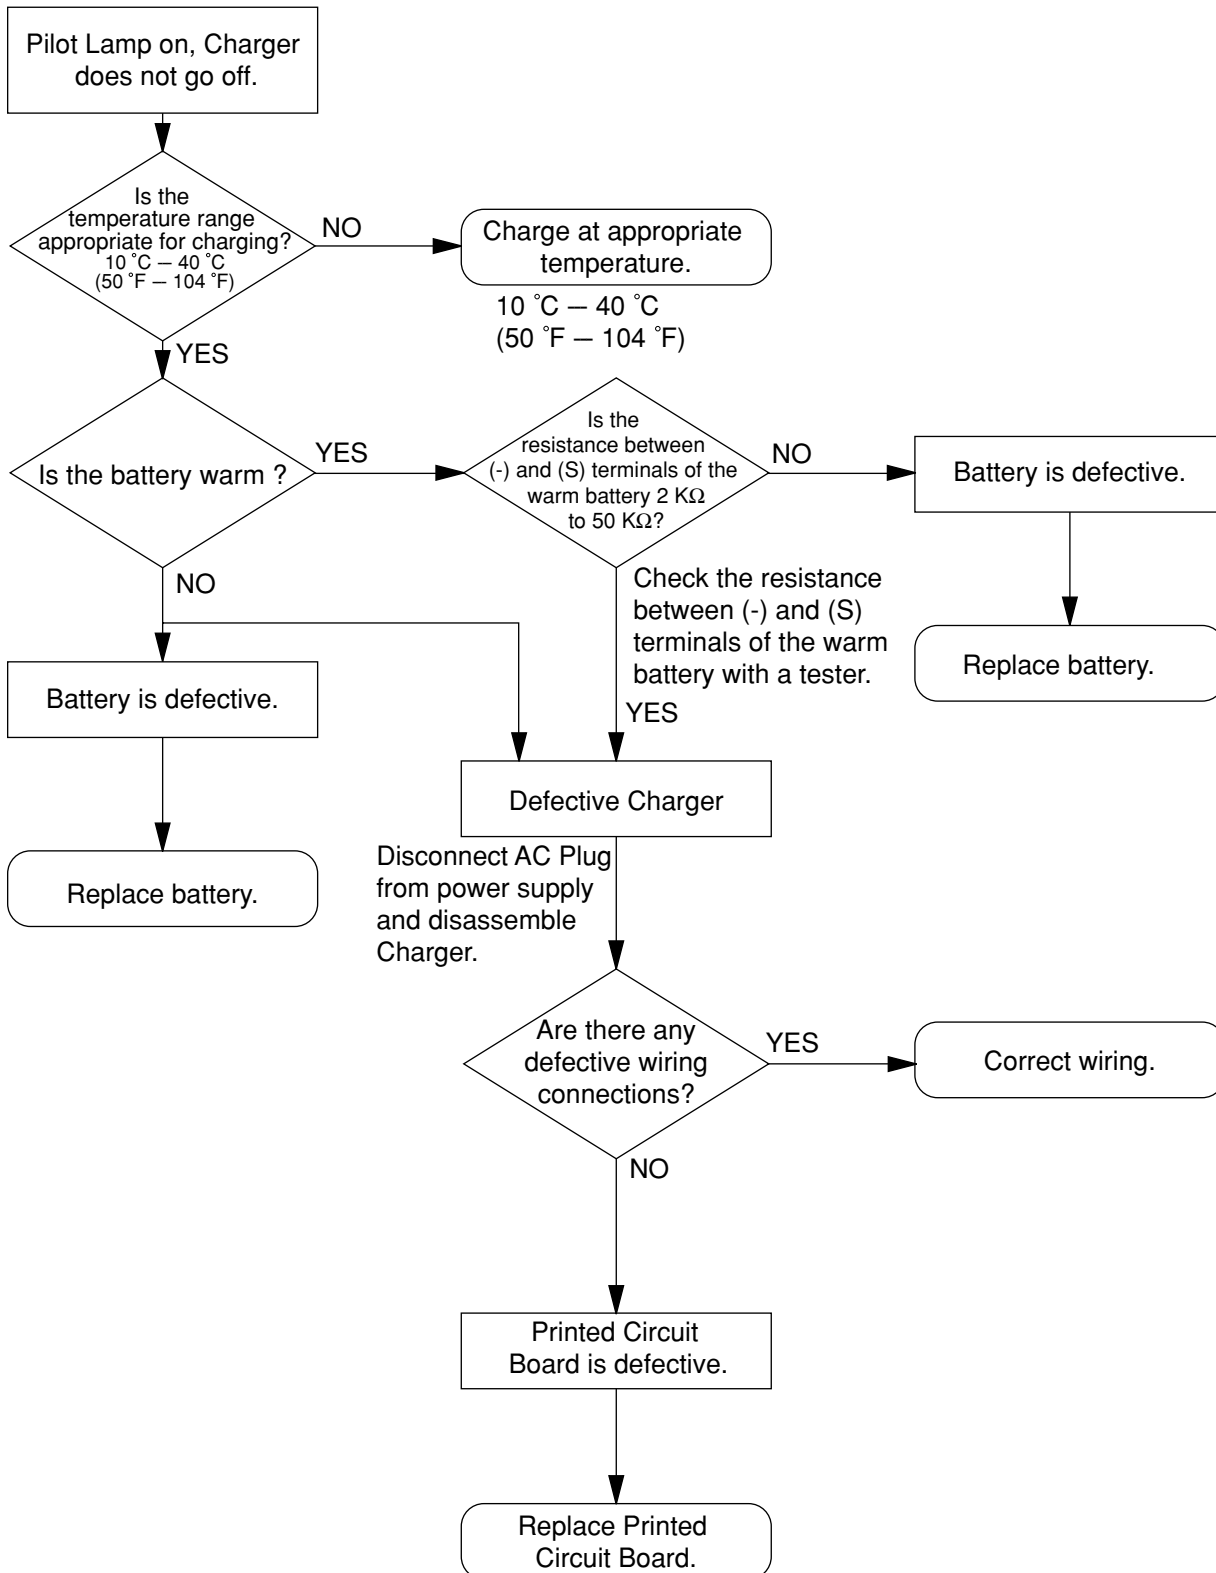 Pilot Lamp on, Charger
does not go off.
Is the
temperature range
appropriate for charging?
10 °C – 40 °C
(50 °F – 104 °F)
NO
Charge at appropriate
temperature.
10 °C – 40 °C
(50 °F – 104 °F)
YES
Is the battery warm ?
YES
Is the
resistance between
(-) and (S) terminals of the
warm battery 2 KΩ
to 50 KΩ?
NO
Battery is defective.
Replace battery.
NO
Check the resistance
between (-) and (S)
terminals of the warm
battery with a tester.
YES
Battery is defective.
Replace battery.
Defective Charger
Disconnect AC Plug
from power supply
and disassemble
Charger.
Are there any
defective wiring
connections?
YES
Correct wiring.
NO
Printed Circuit
Board is defective.
Replace Printed
Circuit Board.